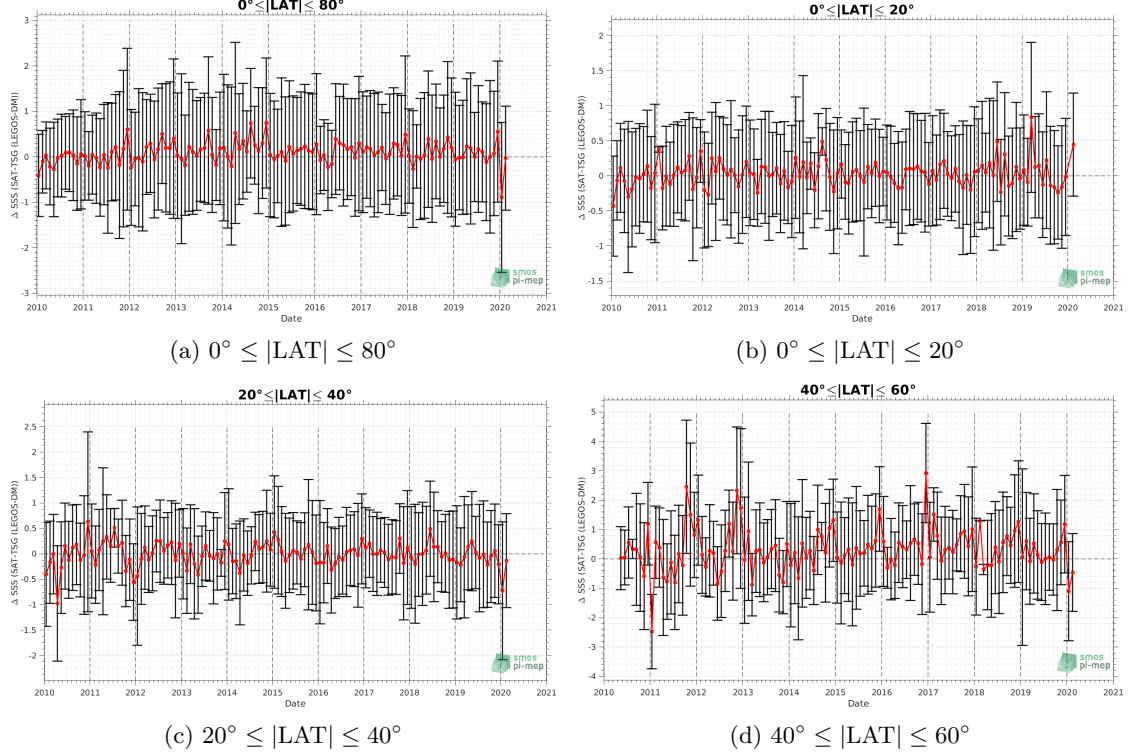 0°≤|LAT|≤ 80°
Δ SSS (SAT-TSG (LEGOS-DMI))
3
2
1
0
-1
-2
-3
2010 2011 2012 2013 2014 2015 2016 2017 2018 2019 2020 2021
Date
smos
pi-mep
(a) 0° ≤ |LAT| ≤ 80°
0°≤|LAT|≤ 20°
Δ SSS (SAT-TSG (LEGOS-DMI))
2
1.5
1
0.5
0
-0.5
-1
-1.5
2010 2011 2012 2013 2014 2015 2016 2017 2018 2019 2020 2021
Date
smos
pi-mep
(b) 0° ≤ |LAT| ≤ 20°
20°≤|LAT|≤ 40°
Δ SSS (SAT-TSG (LEGOS-DMI))
2.5
2
1.5
1
0.5
0
-0.5
-1
-1.5
-2
2010 2011 2012 2013 2014 2015 2016 2017 2018 2019 2020 2021
Date
smos
pi-mep
(c) 20° ≤ |LAT| ≤ 40°
40°≤|LAT|≤ 60°
Δ SSS (SAT-TSG (LEGOS-DMI))
5
4
3
2
1
0
-1
-2
-3
-4
2010 2011 2012 2013 2014 2015 2016 2017 2018 2019 2020 2021
Date
smos
pi-mep
(d) 40° ≤ |LAT| ≤ 60°